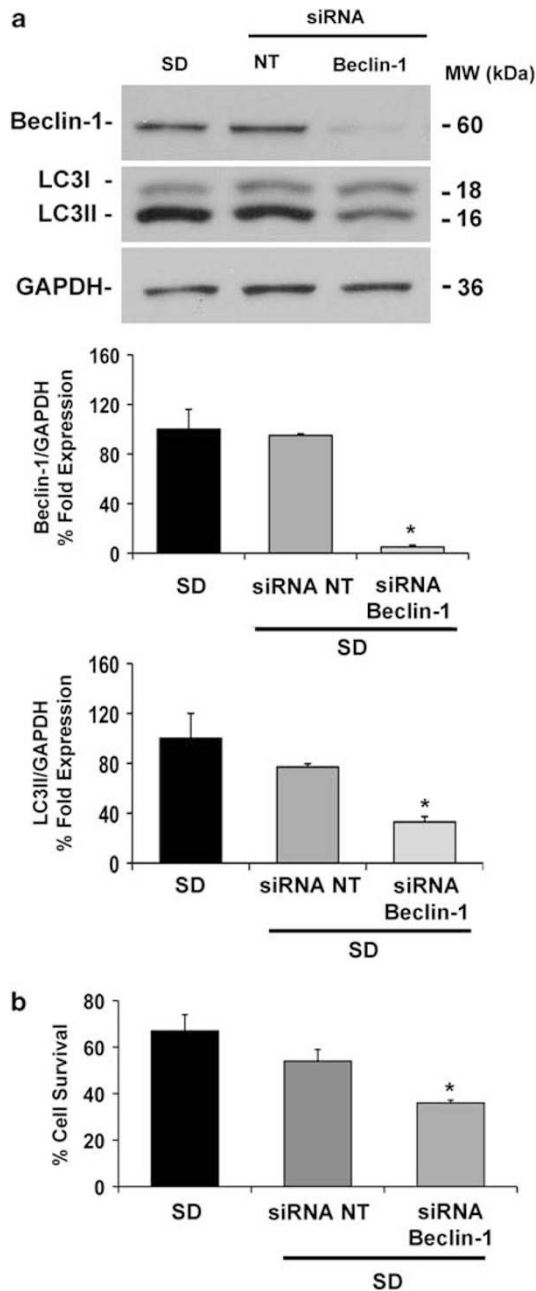 a
siRNA
SD NT Beclin-1 MW (kDa)
Beclin-1- - 60
LC3I - - 18
LC3II - - 16
GAPDH- - 36
Beclin-1/GAPDH
% Fold Expression
160
120
80
40
0
*
SD siRNA NT siRNA
Beclin-1
SD
LC3II/GAPDH
% Fold Expression
160
120
80
40
0
*
SD siRNA NT siRNA
Beclin-1
SD
b
% Cell Survival
80
60
40
20
0
*
SD siRNA NT siRNA
Beclin-1
SD